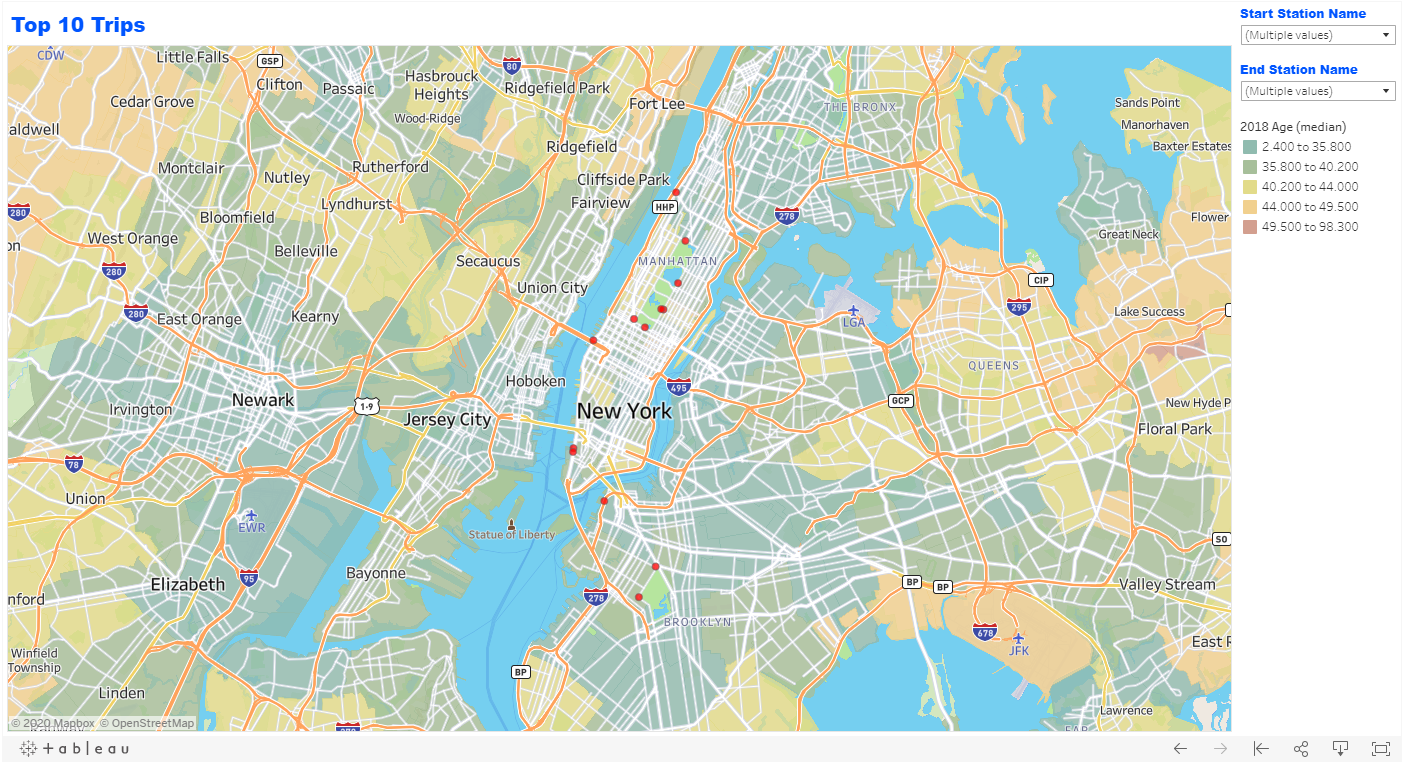 Top 10 Trips
Start Station Name
(Multiple values)
End Station Name
(Multiple values)
2018 Age (median)
2.400 to 35.800
35.800 to 40.200
40.200 to 44.000
44.000 to 49.500
49.500 to 98.300
CDW
Little Falls
GSP
Clifton
Passaic
Hasbrouck
Heights
80
Ridgefield Park
Fort Lee
THE BRONX
Sands Point
Manorhaven
Baxter Estates
Cedar Grove
aldwell
Wood-Ridge
Ridgefield
Montclair
Rutherford
Nutley
Cliffside Park
Fairview
HHP
Lyndhurst
280
Bloomfield
278
Flower
Great Neck
West Orange
on
Belleville
Secaucus
MANHATTAN
280
CIP
Union City
295
280
East Orange
Kearny
LGA
Lake Success
QUEENS
Hoboken
495
Newark
Irvington
1-9
New York
GCP
New Hyde P
Jersey City
Floral Park
78
Union
EWR
Statue of Liberty
SO
Bayonne
95
Elizabeth
nford
278
BP
BP
Valley Stream
BROOKLYN
678
JFK
East R
Winfield
Township
BP
Linden
Lawrence
© 2020 Mapbox © OpenStreetMap
+ a b l e a u